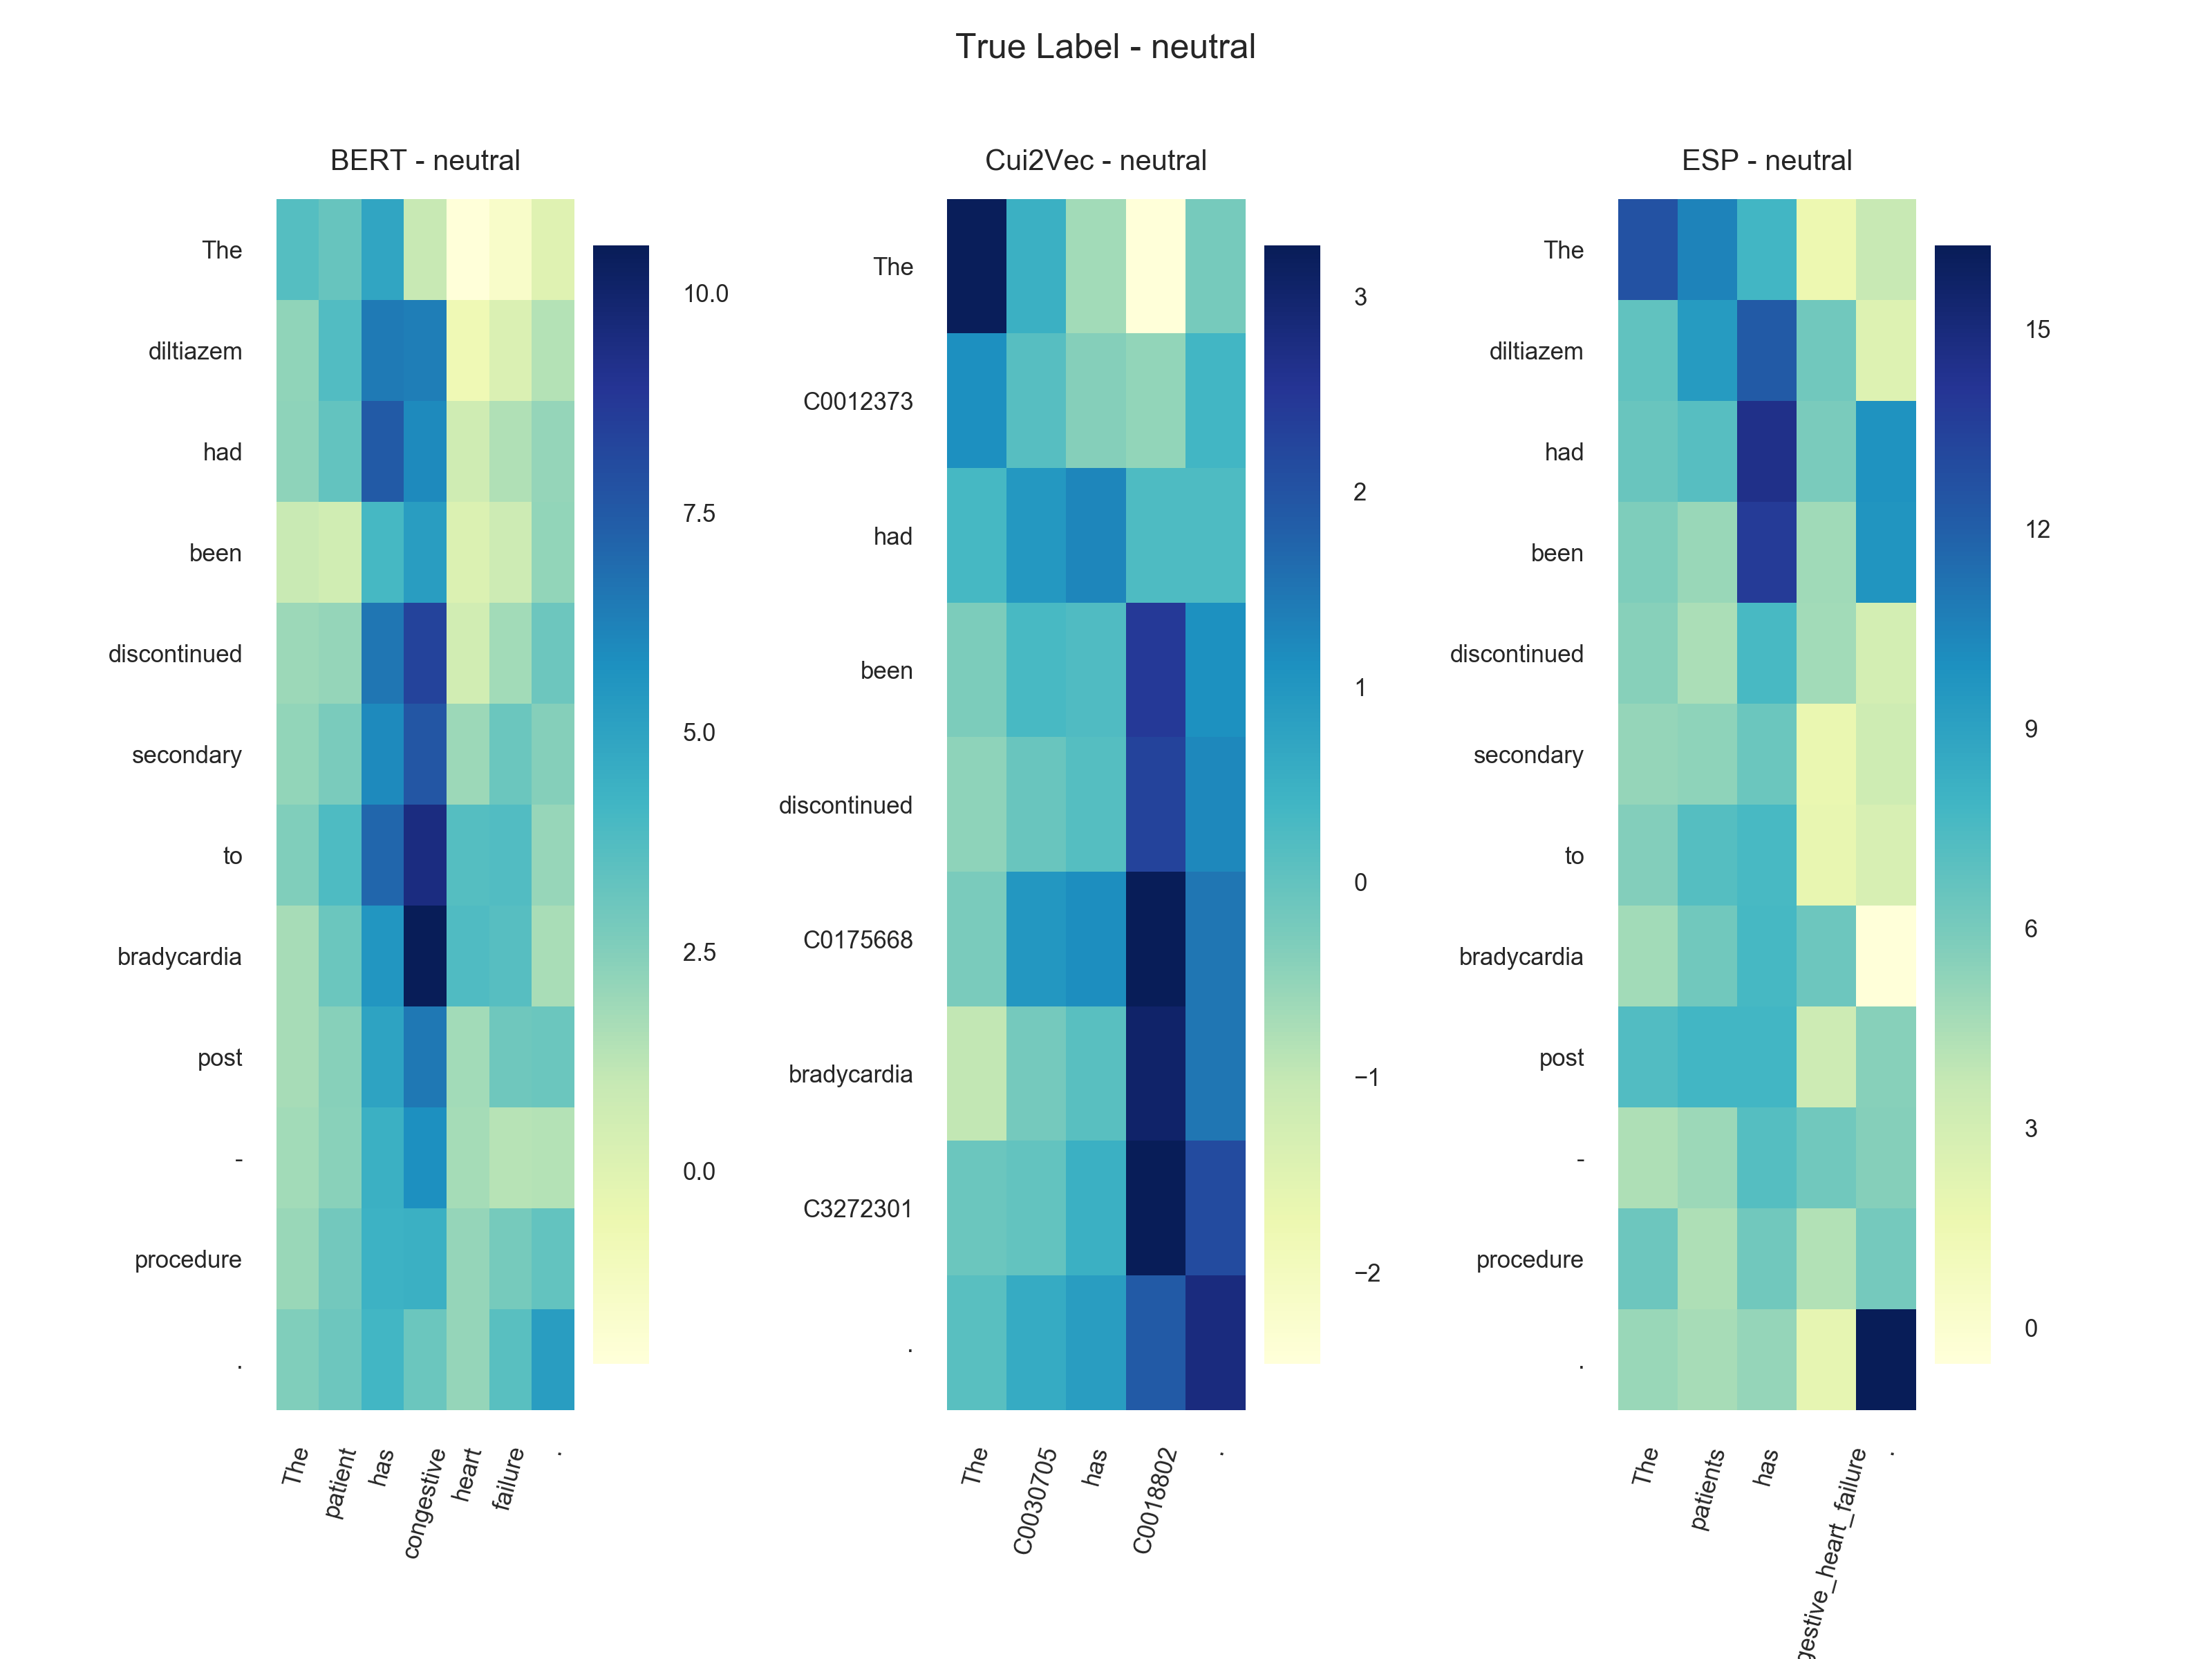 True Label - neutral
BERT - neutral
The
diltiazem
had
been
discontinued
secondary
to
bradycardia
post
-
procedure
.
The
patient
has
congestive
heart
failure
.
10.0
7.5
5.0
2.5
0.0
Cui2Vec - neutral
The
C0012373
had
been
discontinued
C0175668
bradycardia
C3272301
.
The
C0030705
has
C0018802
.
3
2
1
0
−1
−2
ESP - neutral
The
diltiazem
had
been
discontinued
secondary
to
bradycardia
post
-
procedure
.
The
patients
has
gestive_heart_failure
.
15
12
9
6
3
0